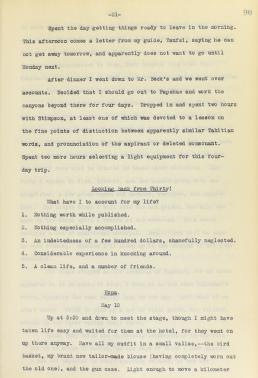 -21-
90
Spent the day getting things ready to leave in the morning.
This afternoon comes a letter from my guide, saying he can
not get away tomorrow, and apparently does not want to go until
Monday next.
After dinner I went down to Mr. Beck's and we went over
accounts. Decided that I should go out to Papenoo and work the
canyons beyond there for four days. Dropped in and spent two hours
with Stimpson, at least one of which was devoted to a lesson on
the fine points of distinction between apparently similar Tahitian
words, and pronunciation of the aspirant or deleted consonant.
Spent two more hours selecting a light equipment for this four-
day trip.
Looking Back from Thirty!
What have I to account for my life?
1. Nothing worth while published.
2. Nothing especially accomplished.
3. An indebtedness of a few hundred dollars, shamefully neglected.
4. Considerable experience in knocking around.
5. A clean life, and a number of friends.
May 10
Up at 5:30 and down to meet the stage, though I might have
taken life easy and waited for them at the hotel, for they went on
up there anyway. Have all my outfit in a small valise,--the bird
basket, my brand new tailor-made blouse (having completely worn out
the old one), and the gun case. Light enough to move a kilometer